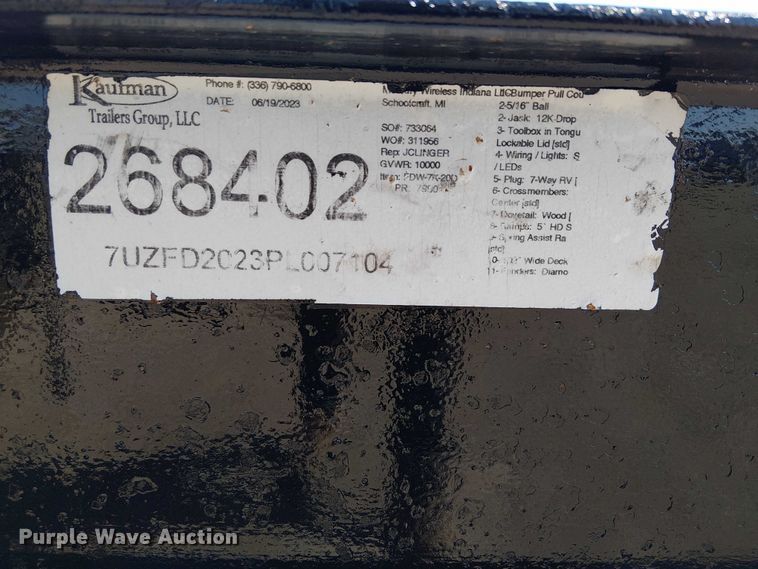 Kaufman
Trailers Group, LLC
Phone #: (336) 790-6800
DATE: 06/19/2023
268402
7UZFD2023PL007104
Wireless Indiana
Schoolcraft, MI
SO#: 733064
WO#: 311956
Rep: JCLINGER
GVWR: 10000
Bumper Pull Cou
2-5/16" Ball
2- Jack: 12K Drop
3- Toolbox in Tongu
Lockable Lid [std]
4- Wiring / Lights: S
/ LEDs
5- Plug: 7-Way RV [
6- Crossmembers:
Center [std]
7- Dovetail: Wood [
8- Ramps: 5' HD S
9- Spring Assist Ra
Wide Deck
11- Fenders: Diamo
Purple Wave Auction